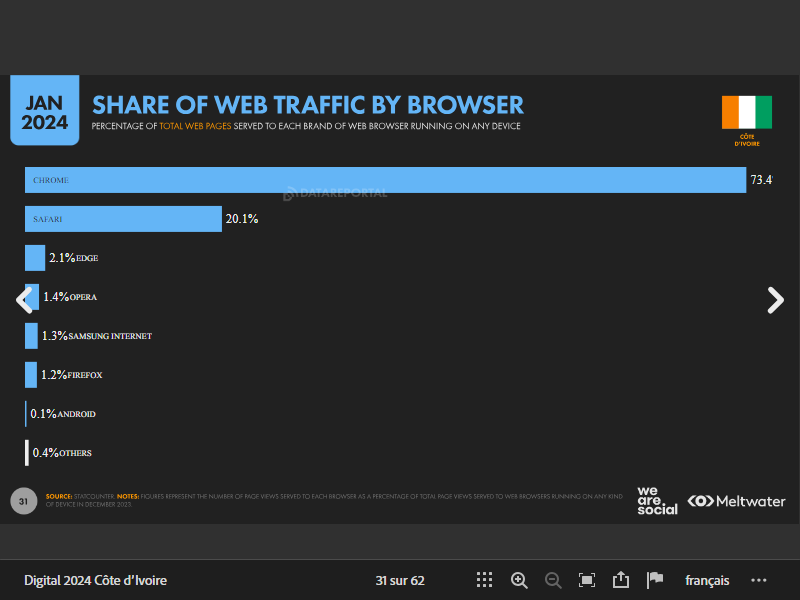 JAN
2024
SHARE OF WEB TRAFFIC BY BROWSER
PERCENTAGE OF TOTAL WEB PAGES SERVED TO EACH BRAND OF WEB BROWSER RUNNING ON ANY DEVICE
CÔTE
D'IVOIRE
CHROME 73.4
DATAREPORTAL
SAFARI 20.1%
2.1% EDGE
1.4% OPERA
1.3% SAMSUNG INTERNET
1.2% FIREFOX
0.1% ANDROID
0.4% OTHERS
31
SOURCE: STATCOUNTER. NOTES: FIGURES REPRESENT THE NUMBER OF PAGE VIEWS SERVED TO EACH BROWSER AS A PERCENTAGE OF TOTAL PAGE VIEWS SERVED TO WEB BROWSERS RUNNING ON ANY KIND
OF DEVICE IN DECEMBER 2023.
we
are
social
Meltwater
Digital 2024 Côte d'Ivoire 31 sur 62 français